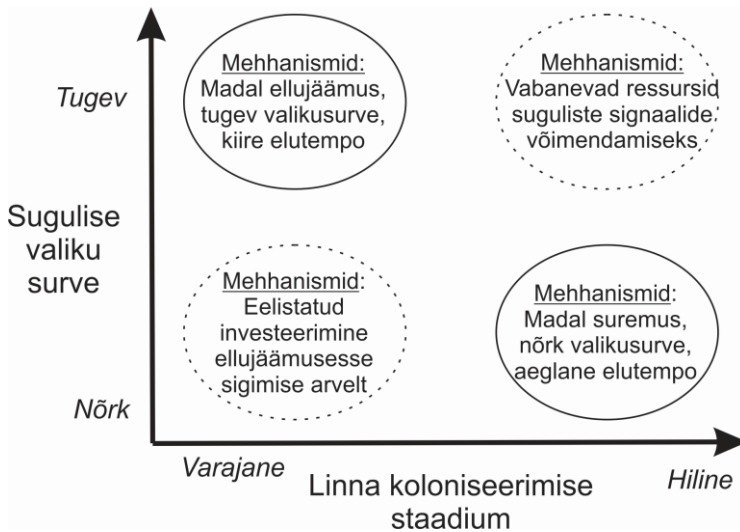 Tugev
Mehhanismid:
Madal ellujäämus,
tugev valikusurve,
kiire elutempo
Mehhanismid:
Vabanevad ressursid
suguliste signaalide
võimendamiseks
Sugulise
valiku
surve
Mehhanismid:
Eelistatud
investeerimine
ellujäämusesse
sigimise arvelt
Mehhanismid:
Madal suremus,
nõrk valikusurve,
aeglane elutempo
Nõrk
Varajane
Linna koloniseerimise
staadium
Hiline